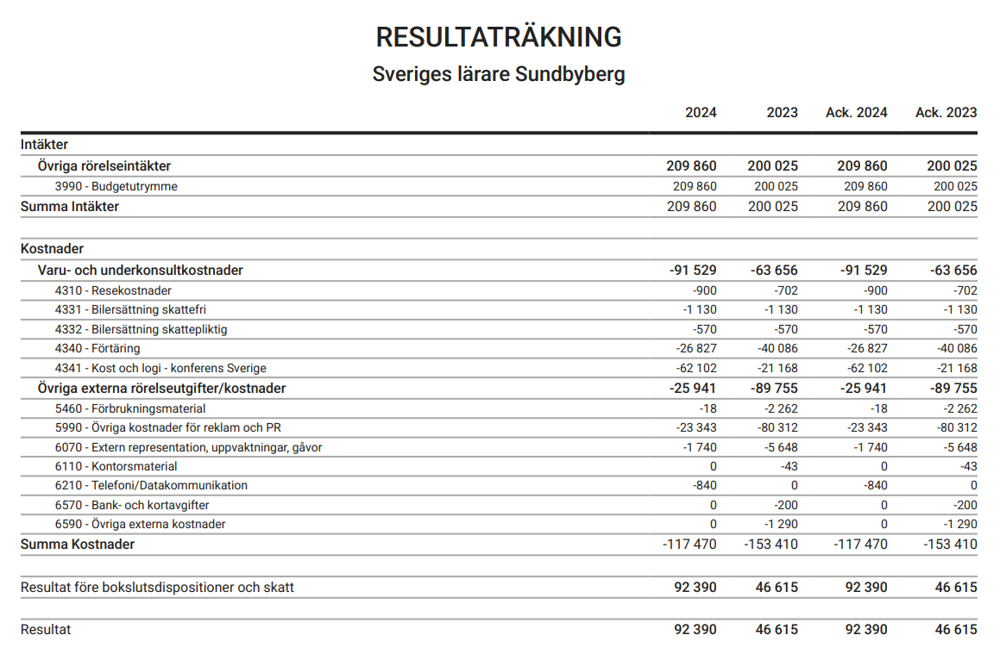 RESULTATRÄKNING
Sveriges lärare Sundbyberg
2024 2023 Ack. 2024 Ack. 2023
Intäkter
Övriga rörelseintäkter 209 860 200 025 209 860 200 025
3990 - Budgetutrymme 209 860 200 025 209 860 200 025
Summa Intäkter 209 860 200 025 209 860 200 025
Kostnader
Varu- och underkonsultkostnader -91 529 -63 656 -91 529 -63 656
4310 - Resekostnader -900 -702 -900 -702
4331 - Bilersättning skattefri -1 130 -1 130 -1 130 -1 130
4332 - Bilersättning skattepliktig -570 -570 -570 -570
4340 - Förtäring -26 827 -40 086 -26 827 -40 086
4341 - Kost och logi - konferens Sverige -62 102 -21 168 -62 102 -21 168
Övriga externa rörelseutgifter/kostnader -25 941 -89 755 -25 941 -89 755
5460 - Förbrukningsmaterial -18 -2 262 -18 -2 262
5990 - Övriga kostnader för reklam och PR -23 343 -80 312 -23 343 -80 312
6070 - Extern representation, uppvaktningar, gåvor -1 740 -5 648 -1 740 -5 648
6110 - Kontorsmaterial 0 -43 0 -43
6210 - Telefoni/Datakommunikation -840 0 -840 0
6570 - Bank- och kortavgifter 0 -200 0 -200
6590 - Övriga externa kostnader 0 -1 290 0 -1 290
Summa Kostnader -117 470 -153 410 -117 470 -153 410
Resultat före bokslutsdispositioner och skatt 92 390 46 615 92 390 46 615
Resultat 92 390 46 615 92 390 46 615